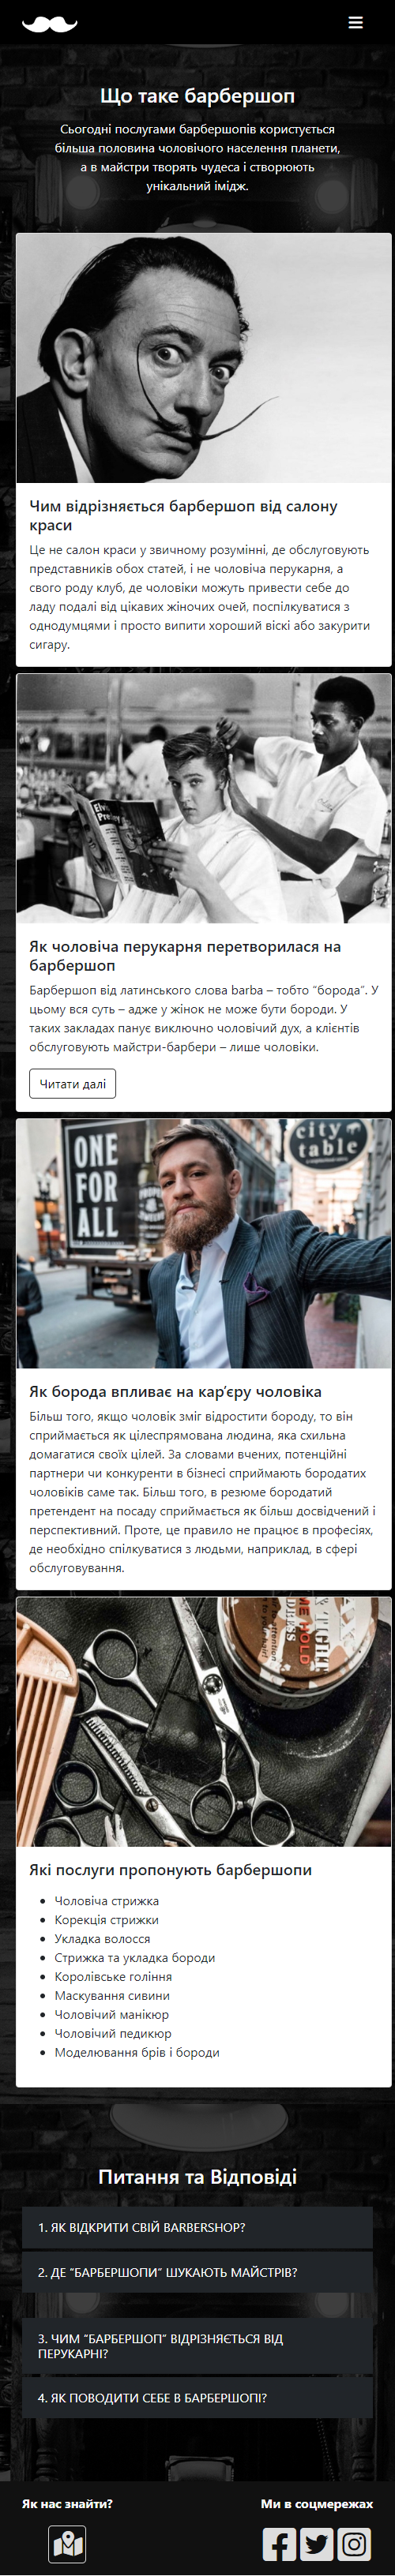 Що таке барбершоп
Сьогодні послугами барбершопів користується
більша половина чоловічого населення планети,
а в майстри творять чудеса і створюють
унікальний імідж.
Чим відрізняється барбершоп від салону
краси
Це не салон краси у звичному розумінні, де обслуговують
представників обох статей, і не чоловіча перукарня, а
свого роду клуб, де чоловіки можуть привести себе до
ладу подалі від цікавих жіночих очей, поспілкуватися з
однодумцями і просто випити хороший віскі або закурити
сигару.
Elvis
Presley
Як чоловіча перукарня перетворилася на
барбершоп
Барбершоп від латинського слова barba – тобто “борода”. У
цьому вся суть – адже у жінок не може бути бороди. У
таких закладах панує виключно чоловічий дух, а клієнтів
обслуговують майстри-барбери – лише чоловіки.
Читати далі
ONE
FOR
ALL
city
table
Як борода впливає на кар’єру чоловіка
Більш того, якщо чоловік зміг відростити бороду, то він
сприймається як цілеспрямована людина, яка схильна
домагатися своїх цілей. За словами вчених, потенційні
партнери чи конкуренти в бізнесі сприймають бородатих
чоловіків саме так. Більш того, в резюме бородатий
претендент на посаду сприймається як більш досвідчений і
перспективний. Проте, це правило не працює в професіях,
де необхідно спілкуватися з людьми, наприклад, в сфері
обслуговування.
HOLD
Які послуги пропонують барбершопи
Чоловіча стрижка
Корекція стрижки
Укладка волосся
Стрижка та укладка бороди
Королівське гоління
Маскування сивини
Чоловічий манікюр
Чоловічий педикюр
Моделювання брів і бороди
Питання та Відповіді
1. ЯК ВІДКРИТИ СВІЙ BARBERSHOP?
2. ДЕ “БАРБЕРШОПИ” ШУКАЮТЬ МАЙСТРІВ?
3. ЧИМ “БАРБЕРШОП” ВІДРІЗНЯЄТЬСЯ ВІД
ПЕРУКАРНІ?
4. ЯК ПОВОДИТИ СЕБЕ В БАРБЕРШОПІ?
Як нас знайти?
Ми в соцмережах